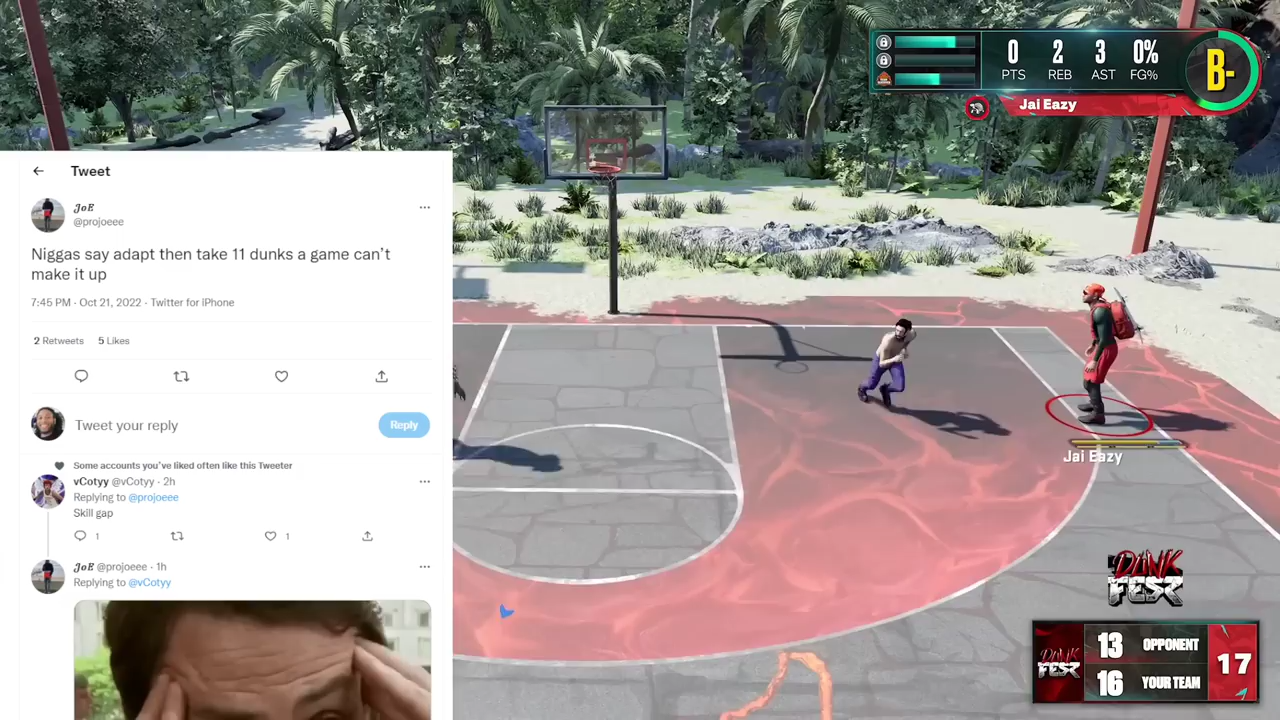 0 2 3 0%
PTS REB AST FG%
B-
Jai Eazy
Tweet
JoE
@projoeee
Niggas say adapt then take 11 dunks a game can't
make it up
7:45 PM · Oct 21, 2022 · Twitter for iPhone
2 Retweets 5 Likes
Tweet your reply
Reply
Some accounts you've liked often like this Tweeter
vCotyy @vCotyy · 2h
Replying to @projoeee
Skill gap
1 1
JoE @projoeee · 1h
Replying to @vCotyy
Jai Eazy
DUNK
FEST
DUNK
FEST
13 OPPONENT
16 YOUR TEAM
17